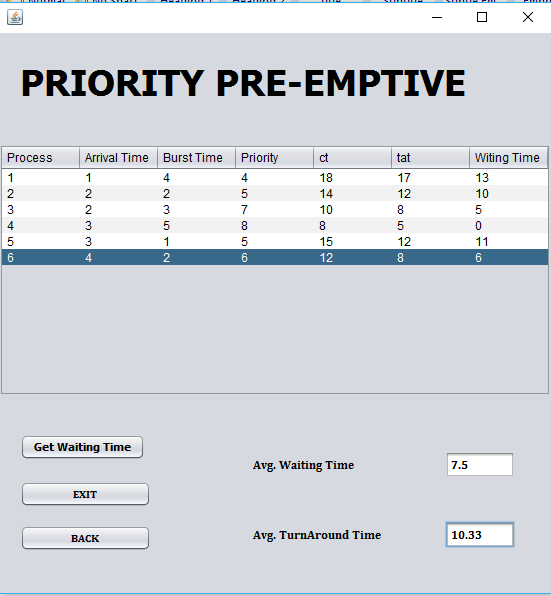 PRIORITY PRE-EMPTIVE
Process Arrival Time Burst Time Priority ct tat Witing Time
1 1 4 4 18 17 13
2 2 2 5 14 12 10
3 2 3 7 10 8 5
4 3 5 8 8 5 0
5 3 1 5 15 12 11
6 4 2 6 12 8 6
Get Waiting Time
Avg. Waiting Time 7.5
EXIT
BACK
Avg. TurnAround Time 10.33